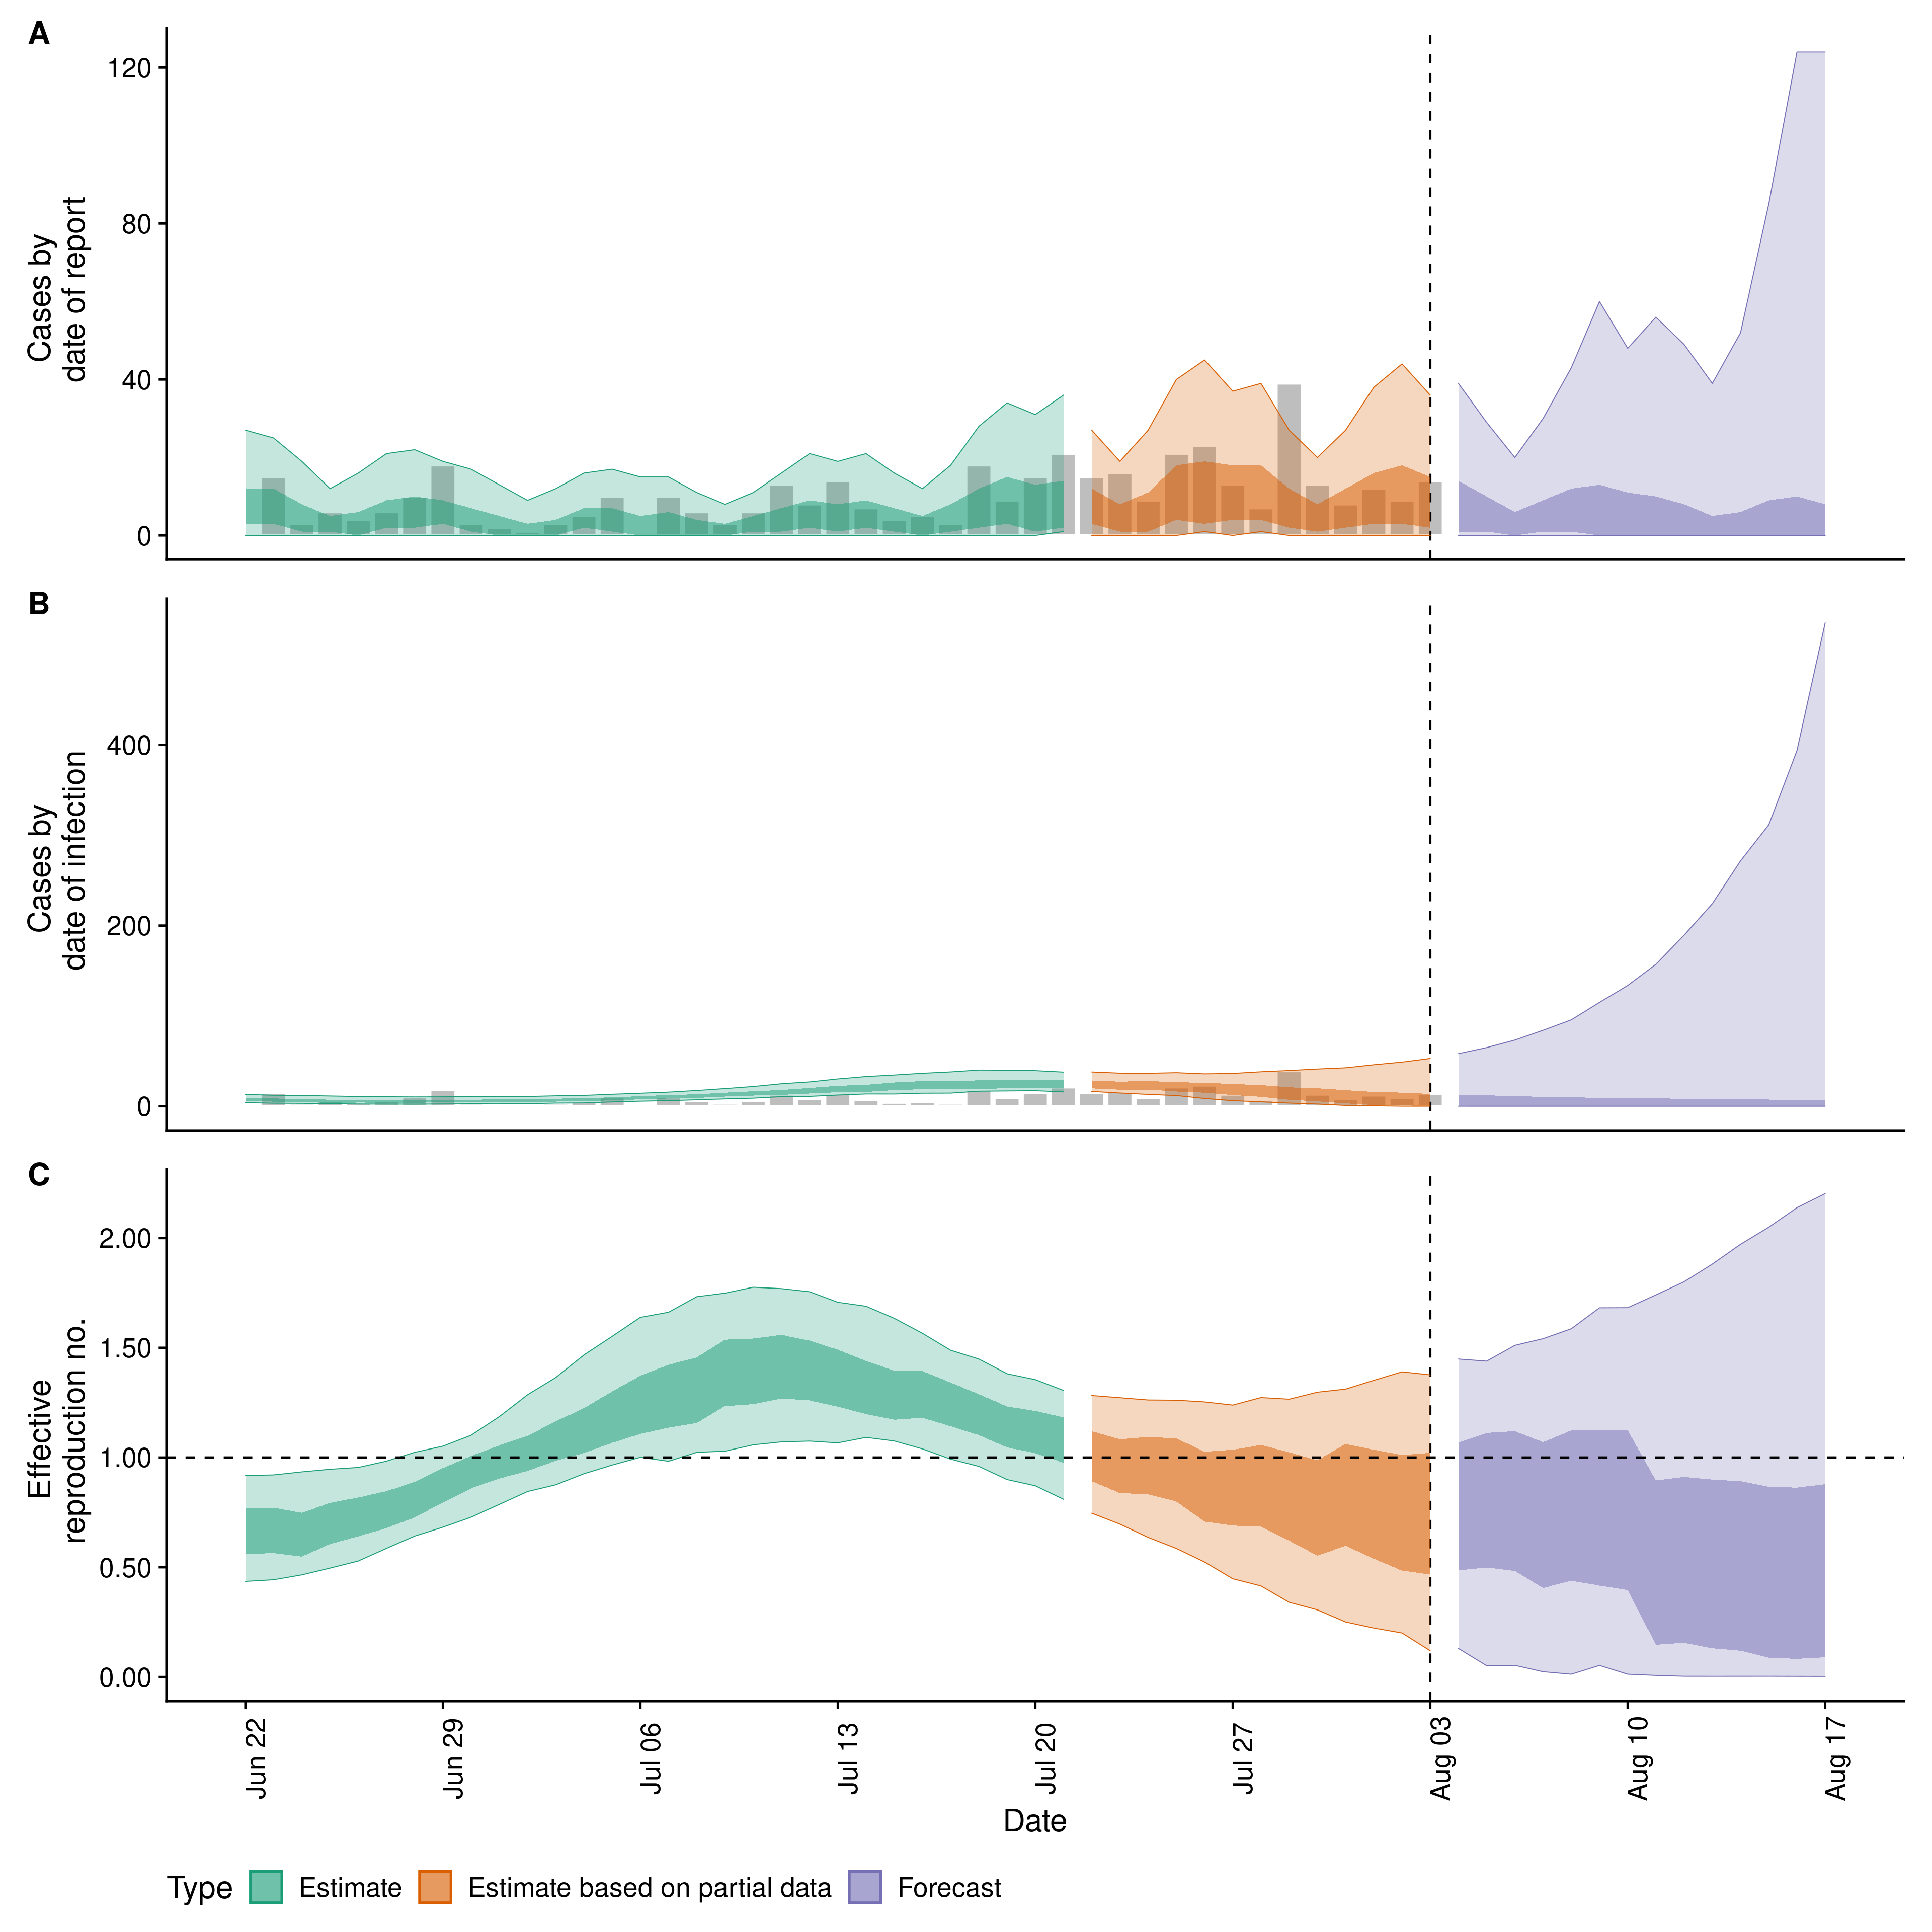 A
120
80
40
0
Cases by
date of report
B
400
200
0
Cases by
date of infection
C
2.00
1.50
1.00
0.50
0.00
Effective
reproduction no.
Jun 22
Jun 29
Jul 06
Jul 13
Jul 20
Jul 27
Aug 03
Aug 10
Aug 17
Date
Type Estimate Estimate based on partial data Forecast